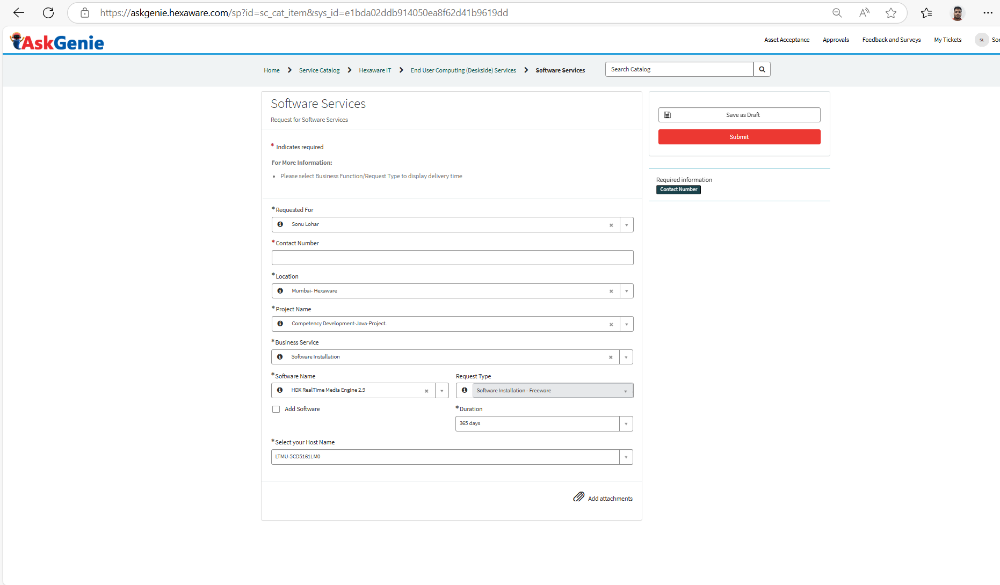 https://askgenie.hexaware.com/sp?id=sc_cat_item&sys_id=e1bda02ddb914050ea8f62d41b9619dd
AskGenie
Asset Acceptance Approvals Feedback and Surveys My Tickets SL Sor
Home Service Catalog Hexaware IT End User Computing (Deskside) Services Software Services Search Catalog
Software Services
Request for Software Services
Save as Draft
Submit
* Indicates required
For More Information:
• Please select Business Function/Request Type to display delivery time
Required information
Contact Number
* Requested For
Sonu Lohar
* Contact Number
* Location
Mumbai- Hexaware
* Project Name
Competency Development-Java-Project.
* Business Service
Software Installation
* Software Name Request Type
HDX RealTime Media Engine 2.9 Software Installation - Freeware
Add Software * Duration
365 days
* Select your Host Name
LTMU-5CD5161LM0
Add attachments